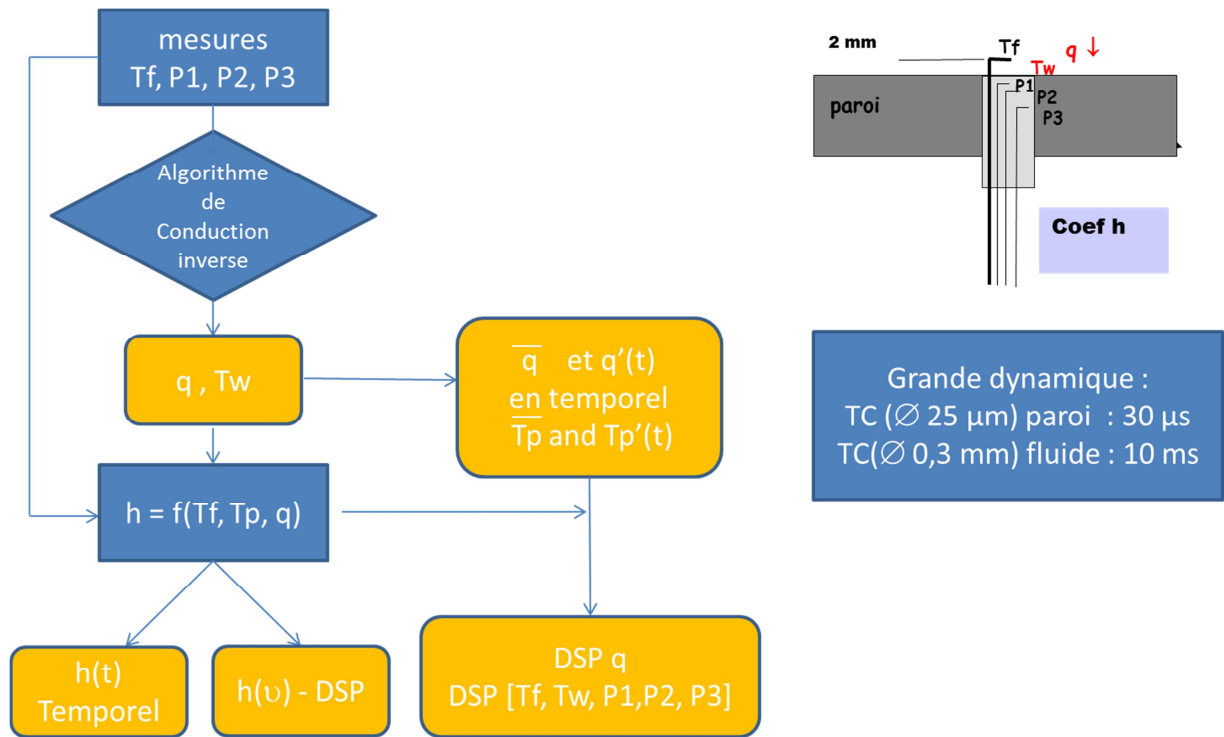 mesures
Tf, P1, P2, P3
Algorithme
de
Conduction
inverse
q , Tw
q et q’(t)
en temporel
Tp and Tp’(t)
h = f(Tf, Tp, q)
h(t)
Temporel
h(υ) - DSP
DSP q
DSP [Tf, Tw, P1,P2, P3]
2 mm
Tf
q ↓
Tw
P1
P2
P3
paroi
Coef h
Grande dynamique :
TC (∅ 25 µm) paroi : 30 µs
TC(∅ 0,3 mm) fluide : 10 ms